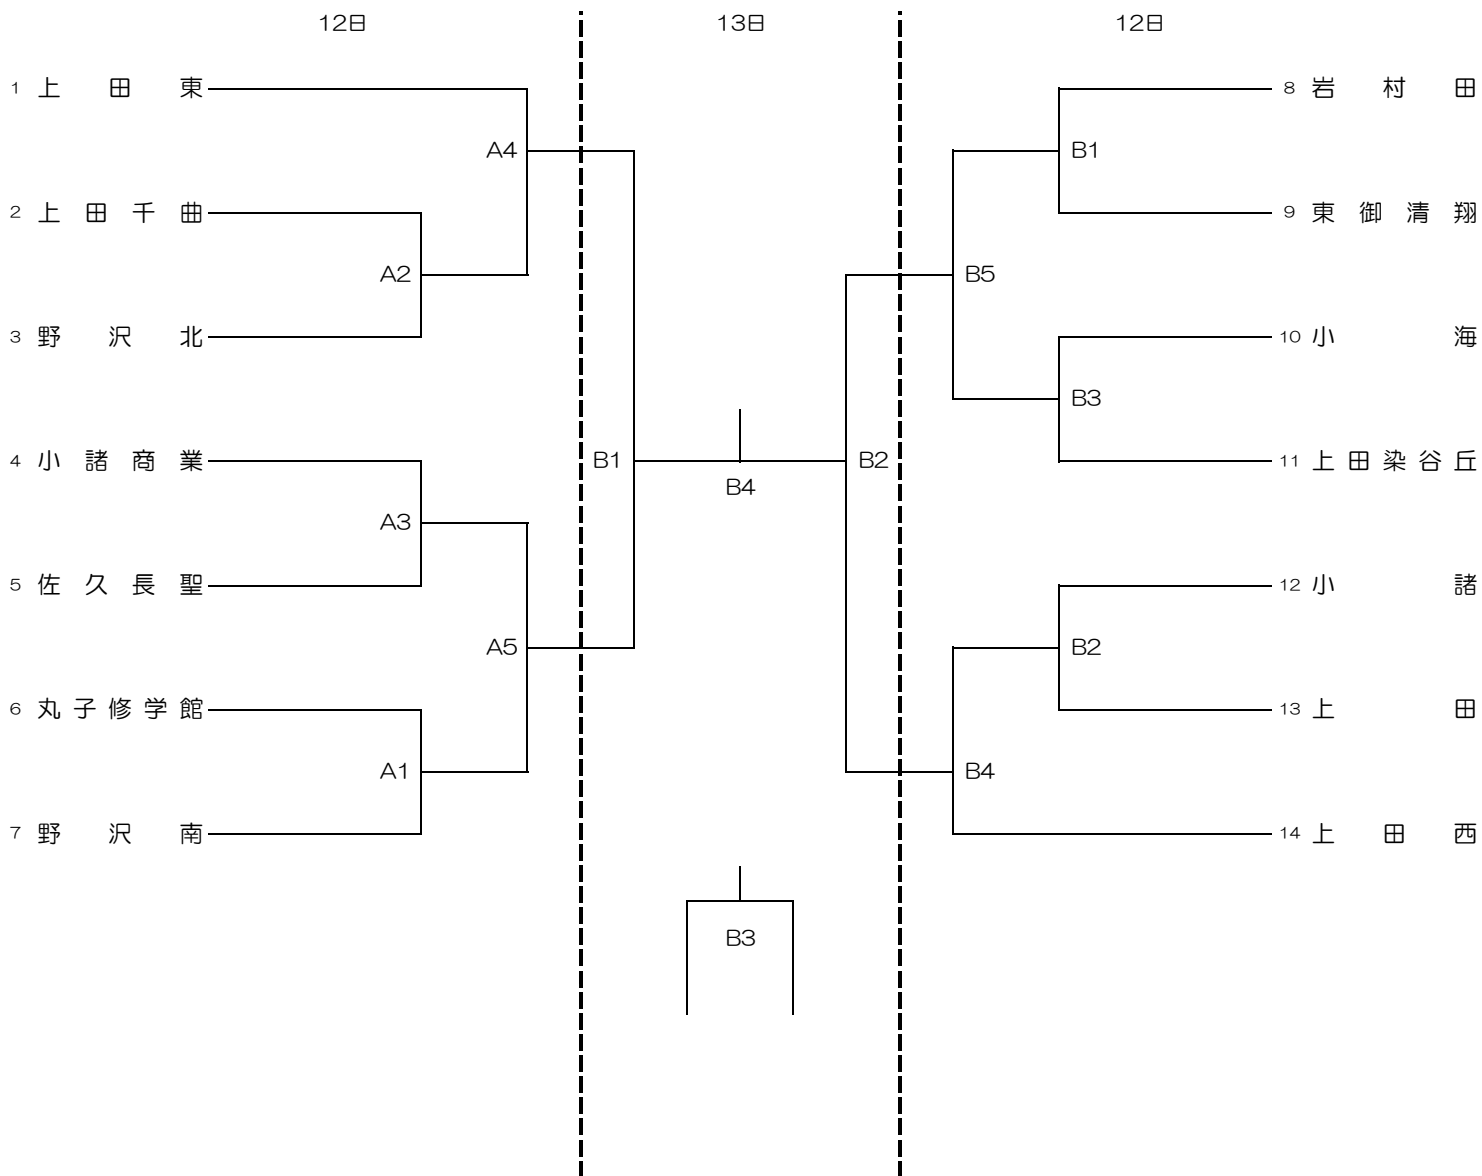 12日 13日 12日
1 上田東
8 岩村田
A4
B1
2 上田千曲
9 東御清翔
A2
B5
3 野沢北
10 小海
B3
4 小諸商業
B1
B2
11 上田染谷丘
B4
A3
5 佐久長聖
12 小諸
A5
B2
6 丸子修学館
13 上田
A1
B4
7 野沢南
14 上田西
B3